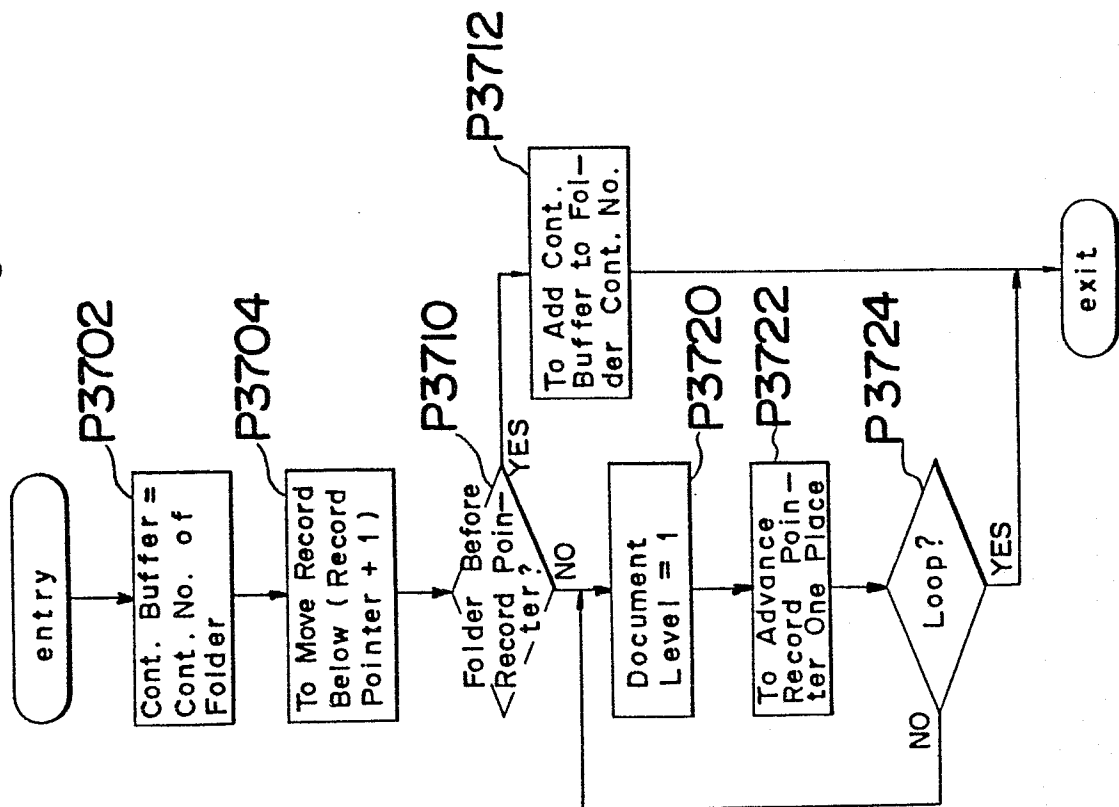 entry
P3702
Cont. Buffer =
Cont. No. of
Folder
P3704
To Move Record
Below (Record
Pointer + 1)
P3710
Folder Before
Record Poin-
ter?
YES
NO
P3712
To Add Cont.
Buffer to Fol-
der Cont. No.
P3720
Document
Level = 1
P3722
To Advance
Record Poin-
ter One Place
P3724
Loop?
NO
YES
exit